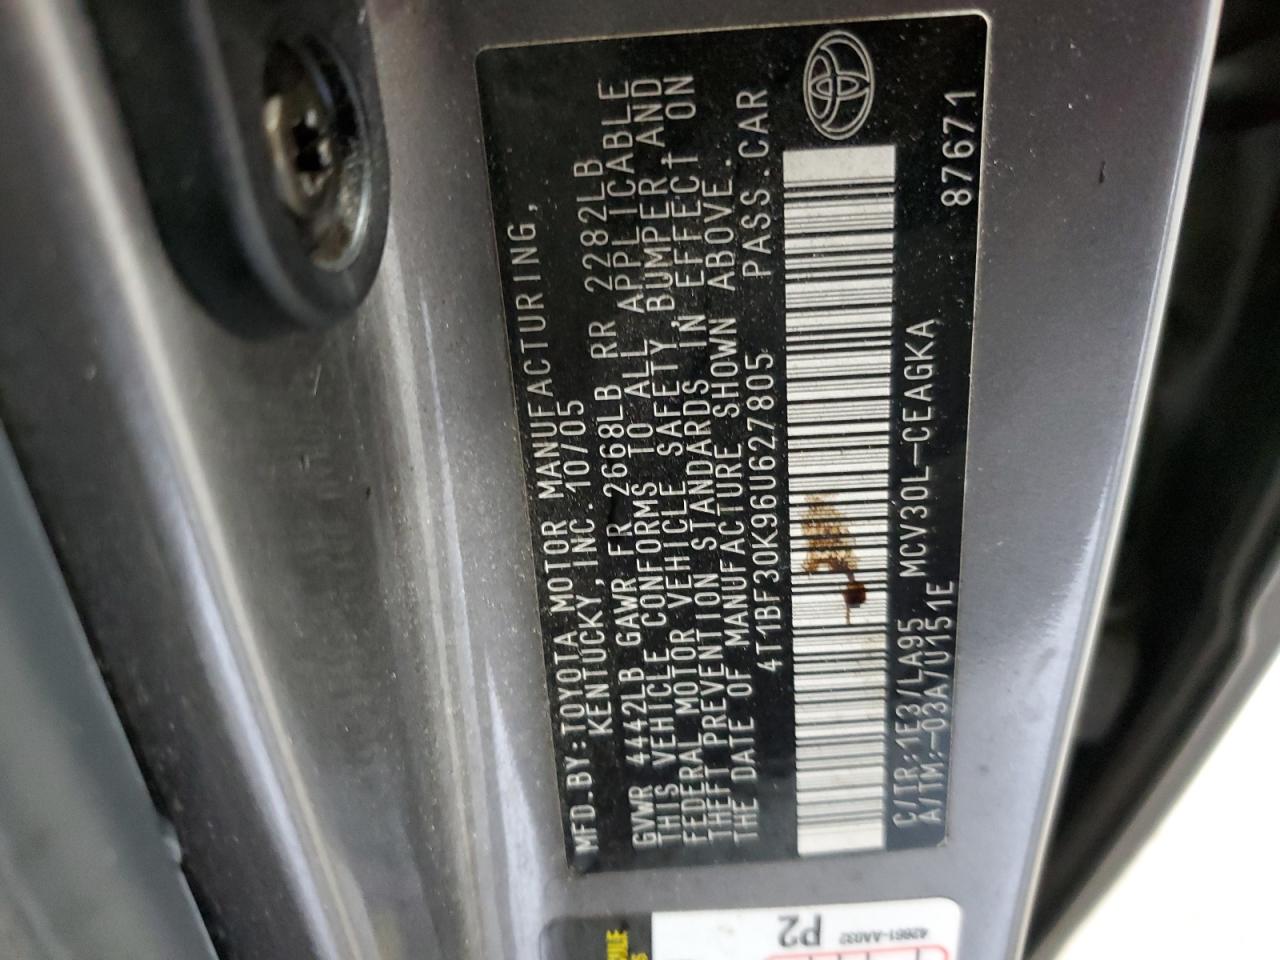 MFD.BY:TOYOTA MOTOR MANUFACTURING,
KENTUCKY,INC. 10/05
GVWR 4442LB GAWR FR 2668LB RR 2282LB
THIS VEHICLE CONFORMS TO ALL APPLICABLE
FEDERAL MOTOR VEHICLE SAFETY,BUMPER,AND
THEFT PREVENTION STANDARDS IN EFFECT ON
THE DATE OF MANUFACTURE SHOWN ABOVE.
4T1BF30K96U627805 PASS.CAR
C/TR:1E3/LA95 MCV30L-CEAGKA
A/TM:-03A/U151E 87671
P2
42661-AA032